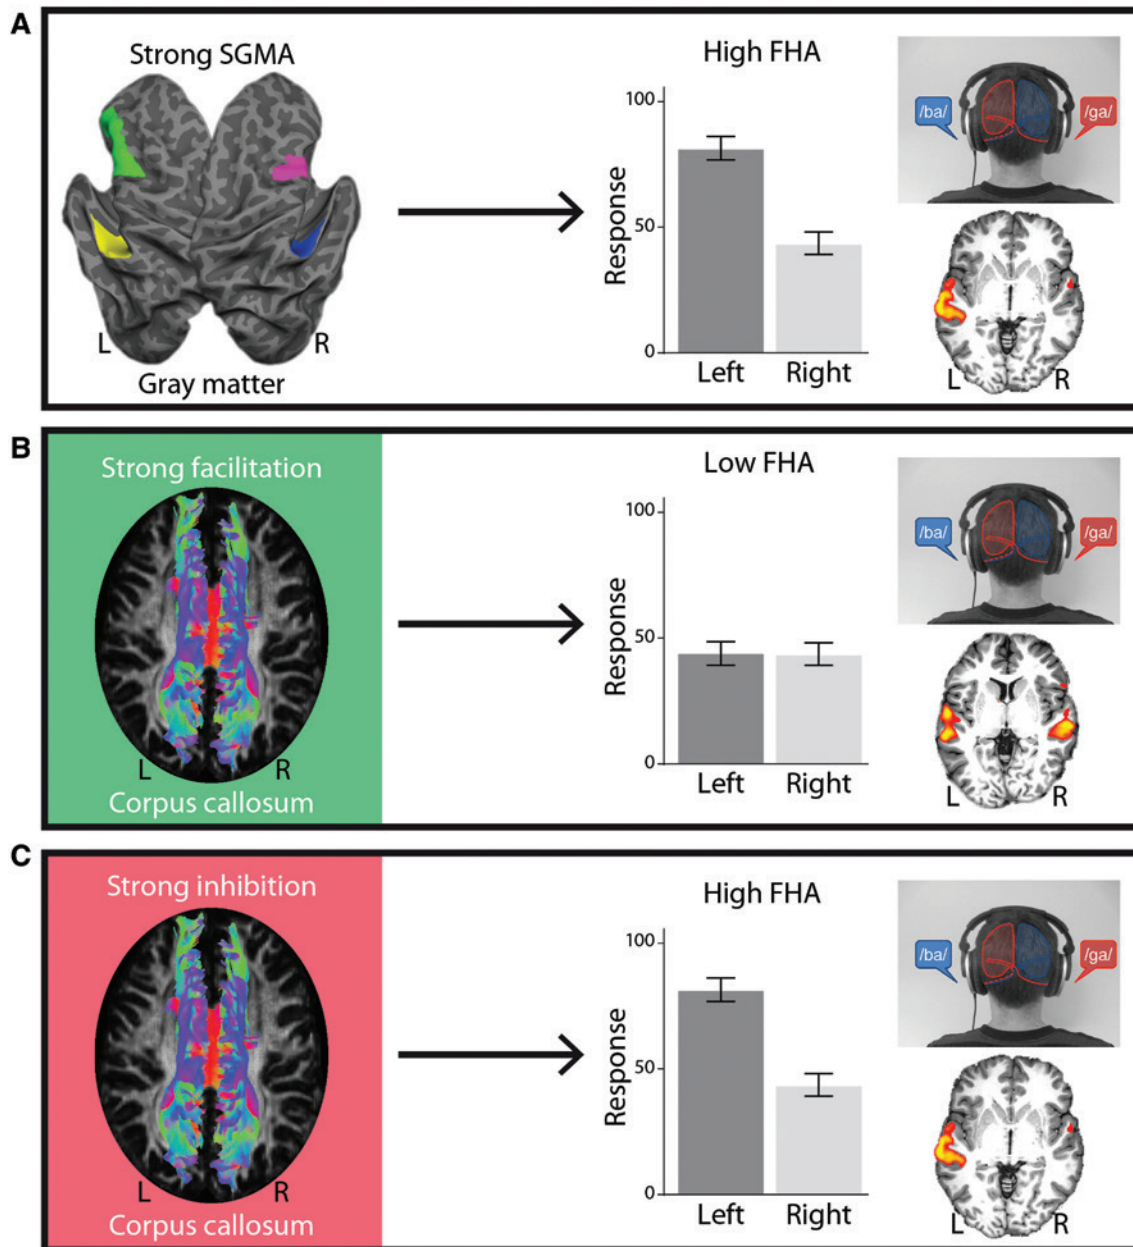 A
Strong SGMA
L
R
Gray matter
High FHA
Response
100
50
0
Left
Right
/ba/
/ga/
L
R
B
Strong facilitation
L
R
Corpus callosum
Low FHA
Response
100
50
0
Left
Right
/ba/
/ga/
L
R
C
Strong inhibition
L
R
Corpus callosum
High FHA
Response
100
50
0
Left
Right
/ba/
/ga/
L
R